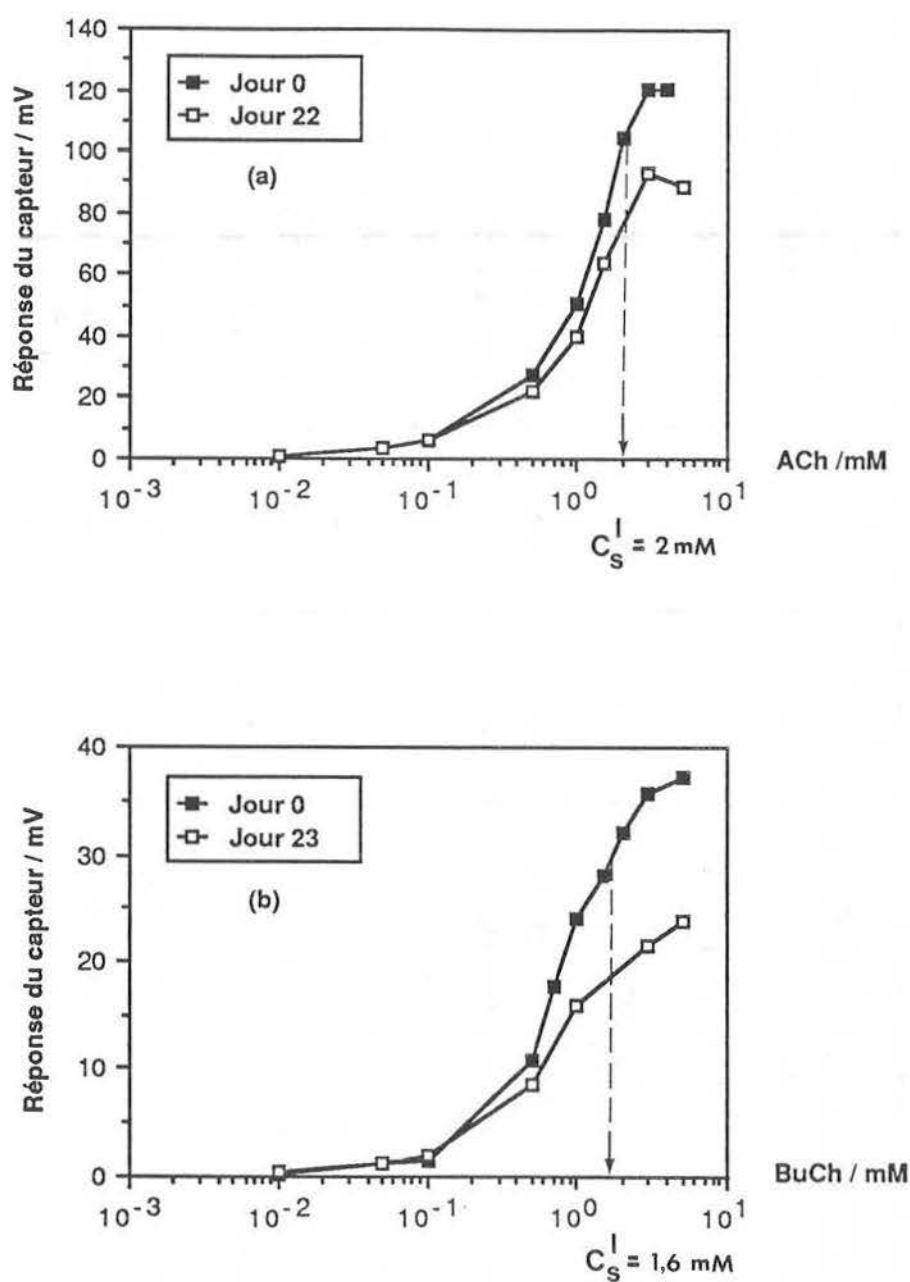 140
120
100
80
60
40
20
0
Réponse du capteur / mV
Jour 0
Jour 22
(a)
10⁻³ 10⁻² 10⁻¹ 10⁰ 10¹
ACh /mM
C_S^I = 2 mM
40
30
20
10
0
Réponse du capteur / mV
Jour 0
Jour 23
(b)
10⁻³ 10⁻² 10⁻¹ 10⁰ 10¹
BuCh / mM
C_S^I = 1,6 mM